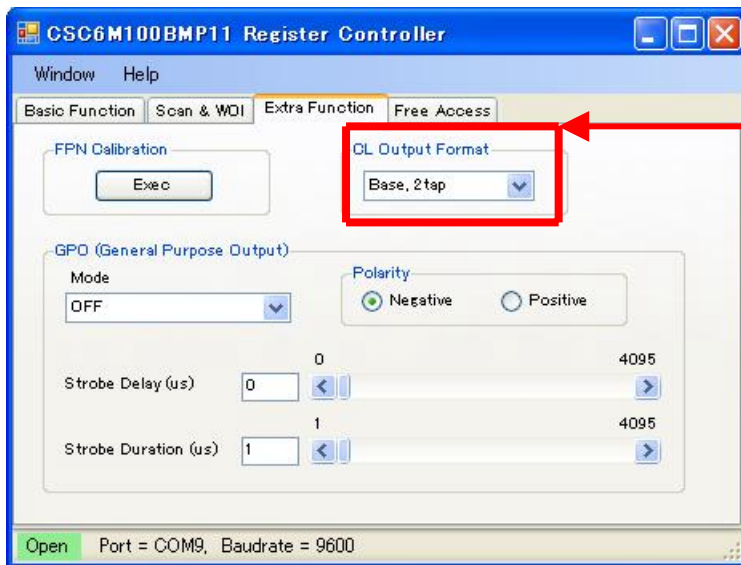 CSC6M100BMP11 Register Controller
Window Help
Basic Function Scan & WOI Extra Function Free Access
FPN Calibration CL Output Format
Exec Base, 2tap
GPO (General Purpose Output)
Mode Polarity
OFF Negative Positive
0 4095
Strobe Delay (us) 0
1 4095
Strobe Duration (us) 1
Open Port = COM9, Baudrate = 9600